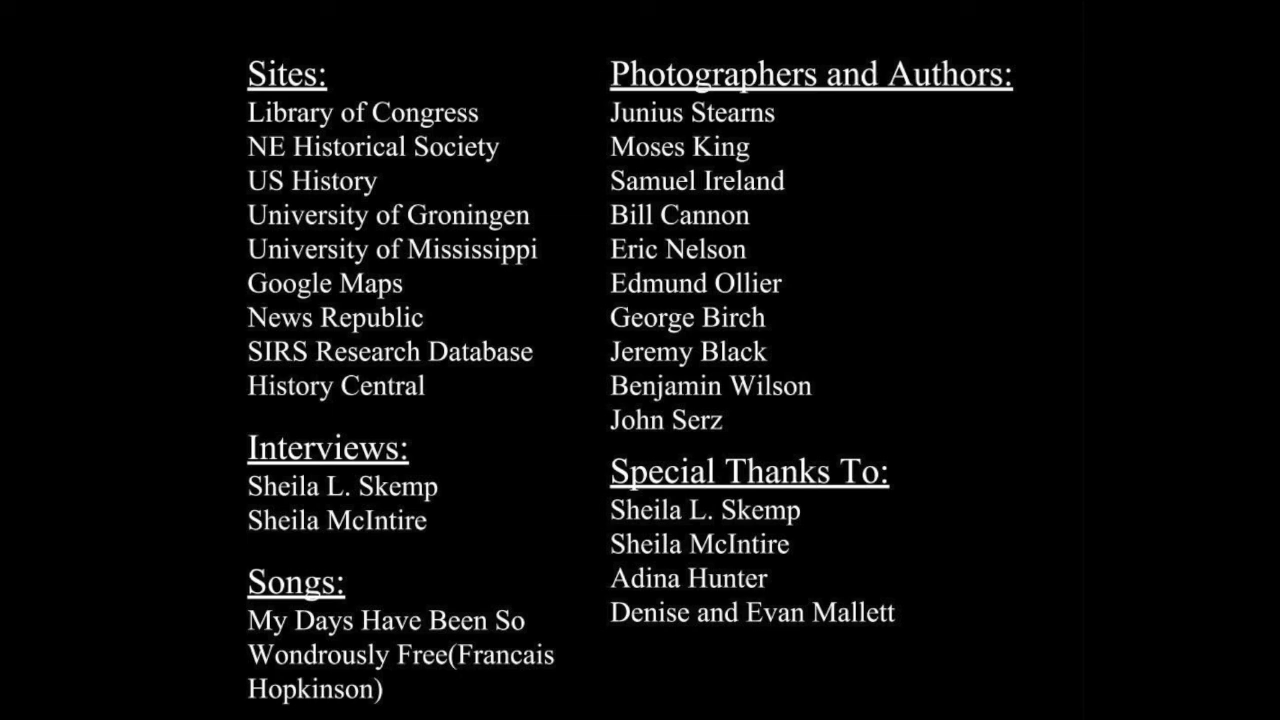 Sites:
Library of Congress
NE Historical Society
US History
University of Groningen
University of Mississippi
Google Maps
News Republic
SIRS Research Database
History Central
Interviews:
Sheila L. Skemp
Sheila McIntire
Songs:
My Days Have Been So
Wondrously Free(Francais
Hopkinson)
Photographers and Authors:
Junius Stearns
Moses King
Samuel Ireland
Bill Cannon
Eric Nelson
Edmund Ollier
George Birch
Jeremy Black
Benjamin Wilson
John Serz
Special Thanks To:
Sheila L. Skemp
Sheila McIntire
Adina Hunter
Denise and Evan Mallett